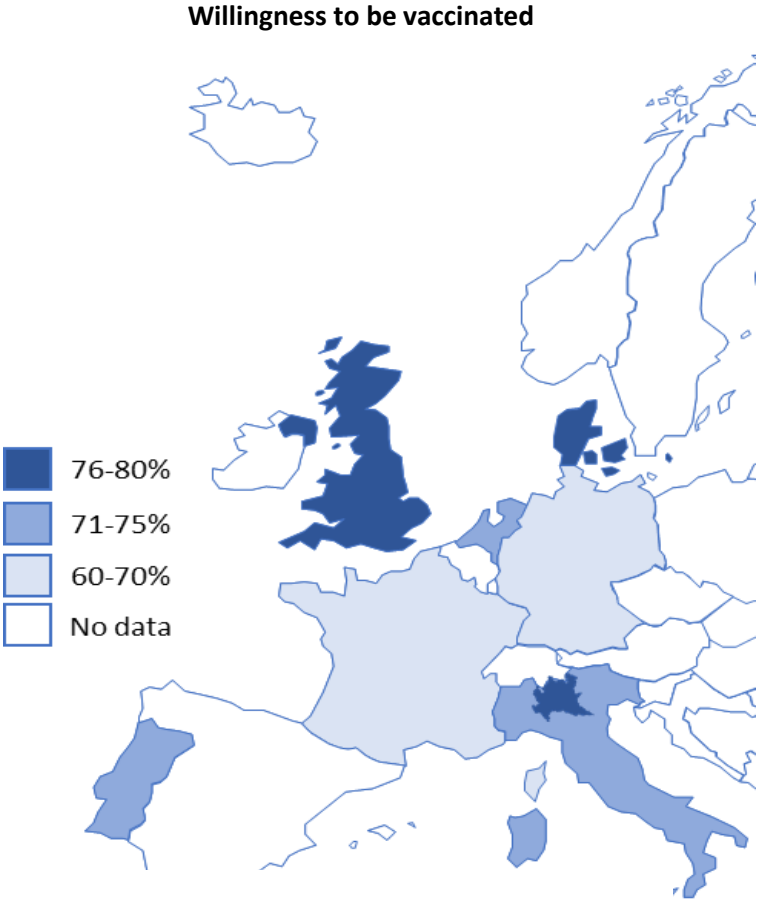 Willingness to be vaccinated
76-80%
71-75%
60-70%
No data